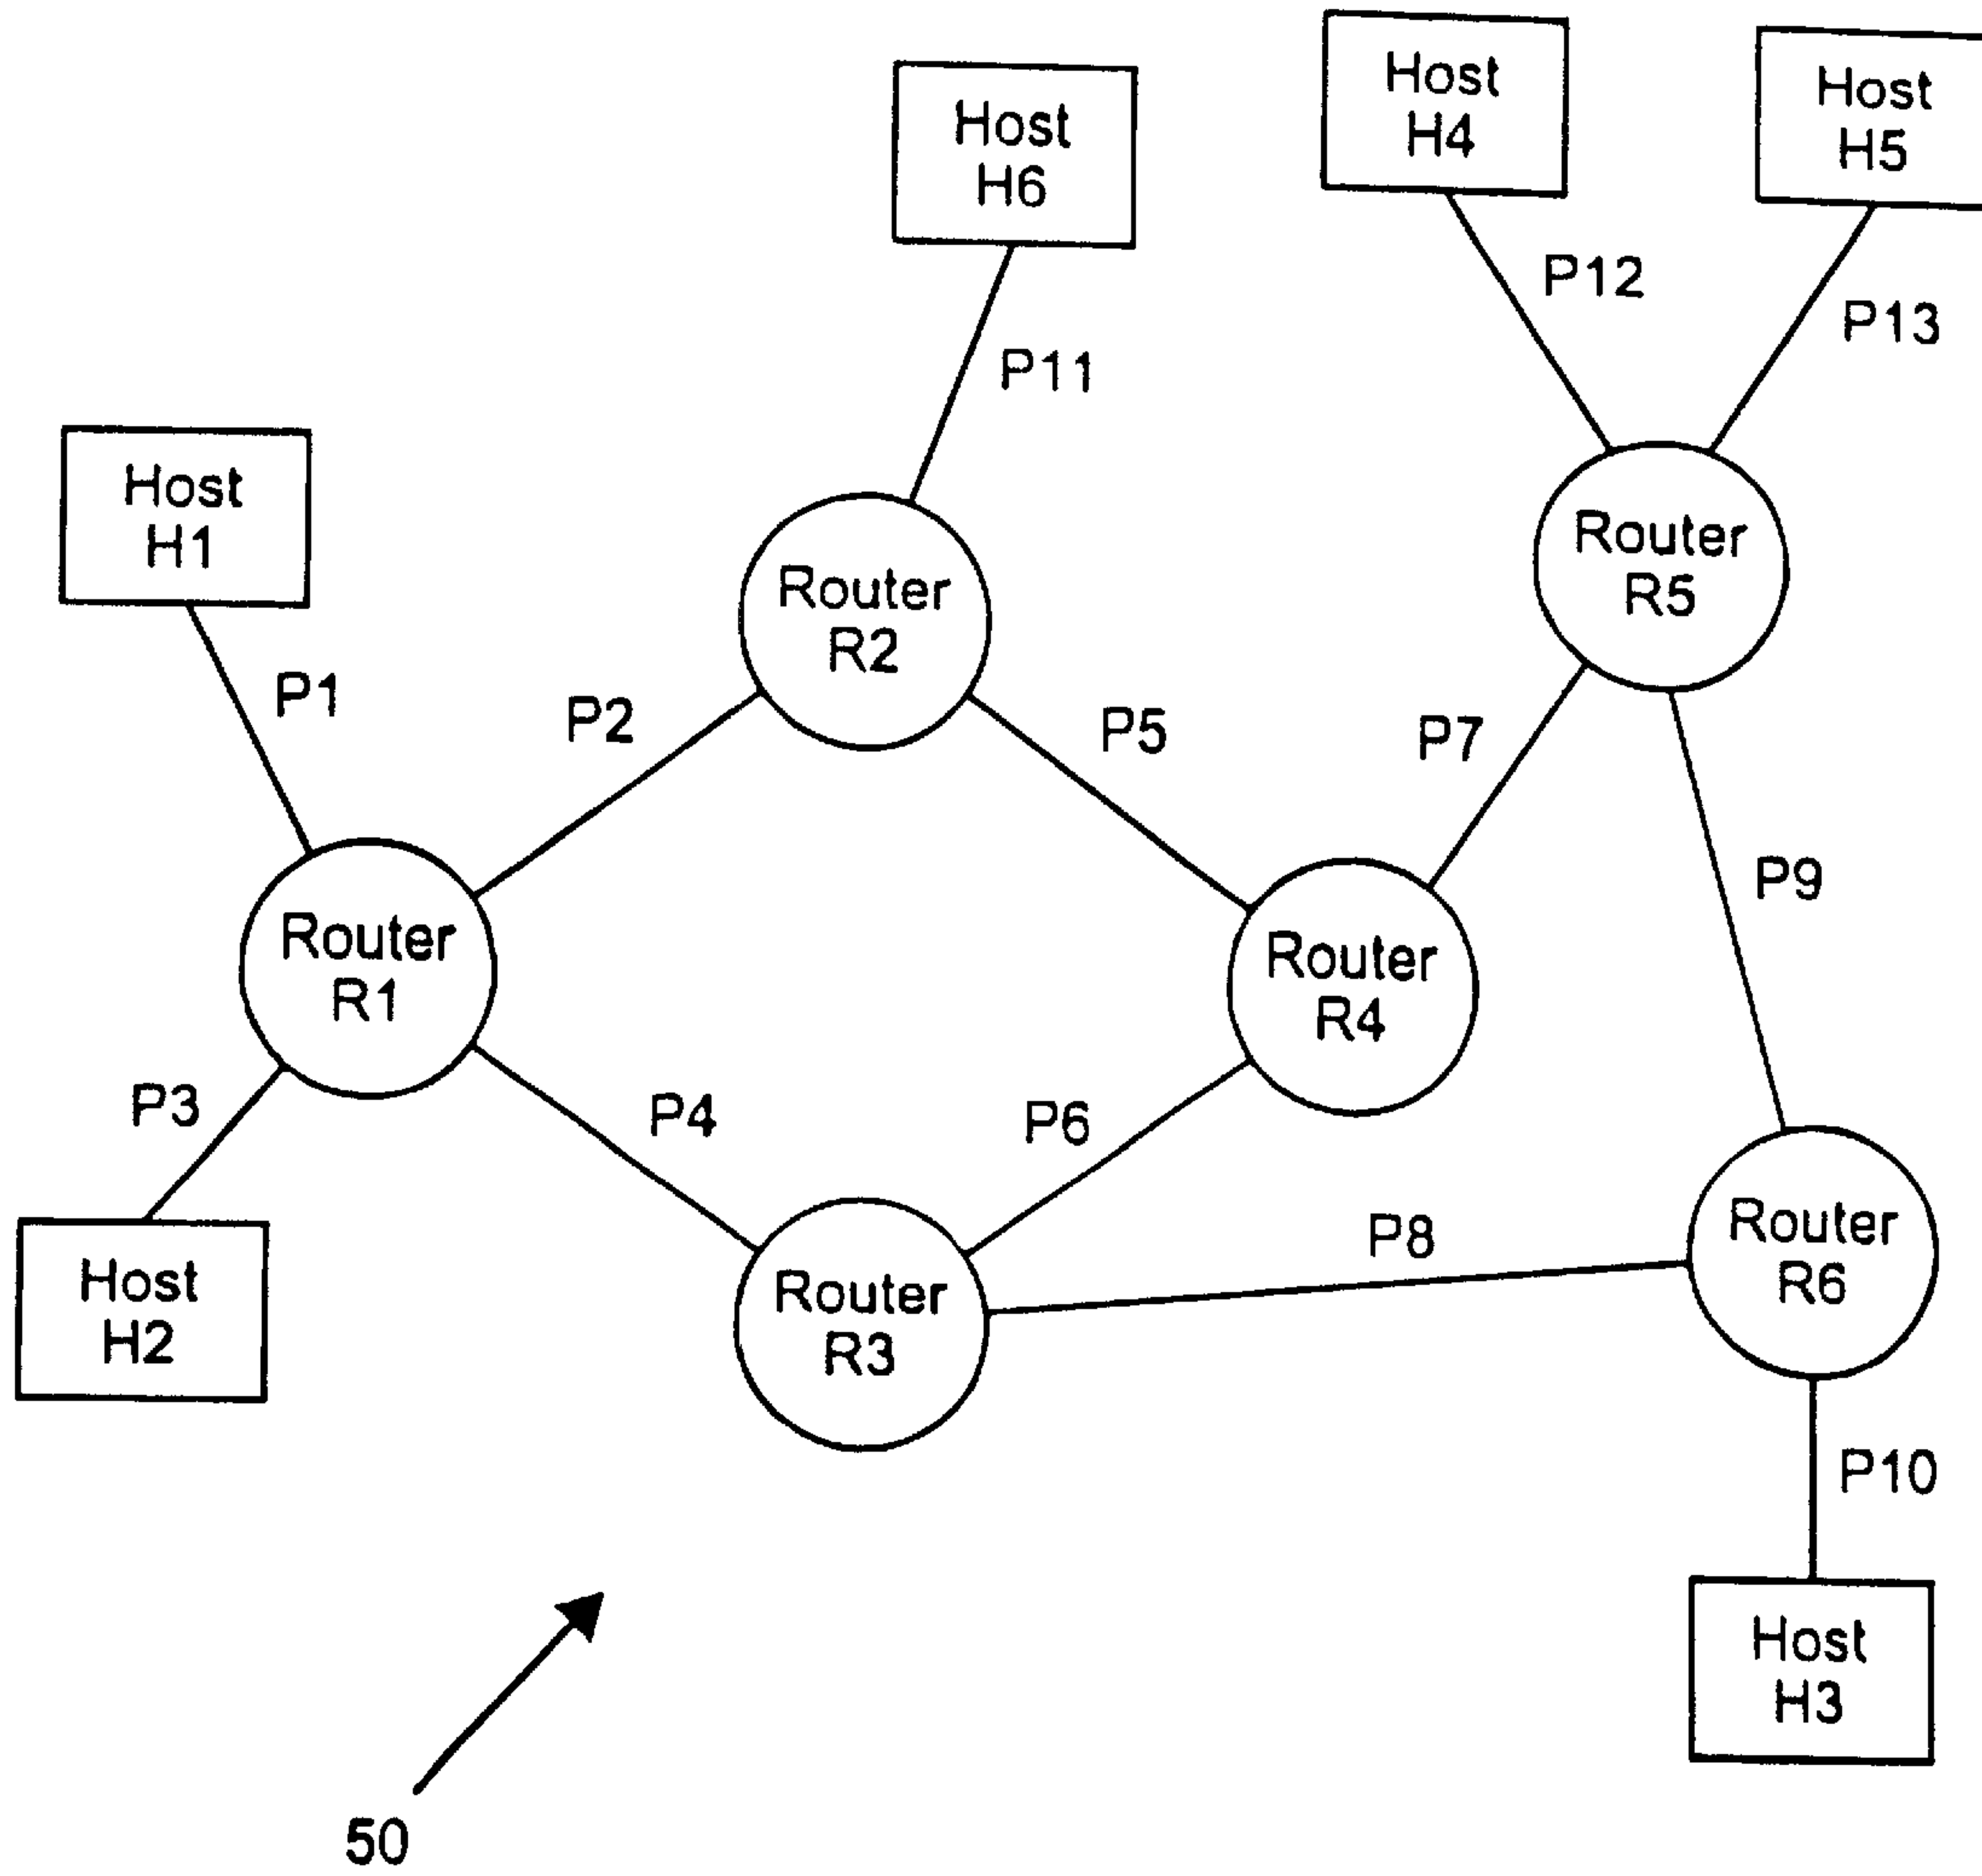 Host
H4
Host
H5
Host
H6
P12
P13
P11
Host
H1
Router
R5
Router
R2
P1
P2
P5
P7
P9
Router
R1
Router
R4
P3
P4
P6
Router
R6
P8
Host
H2
Router
R3
P10
Host
H3
50